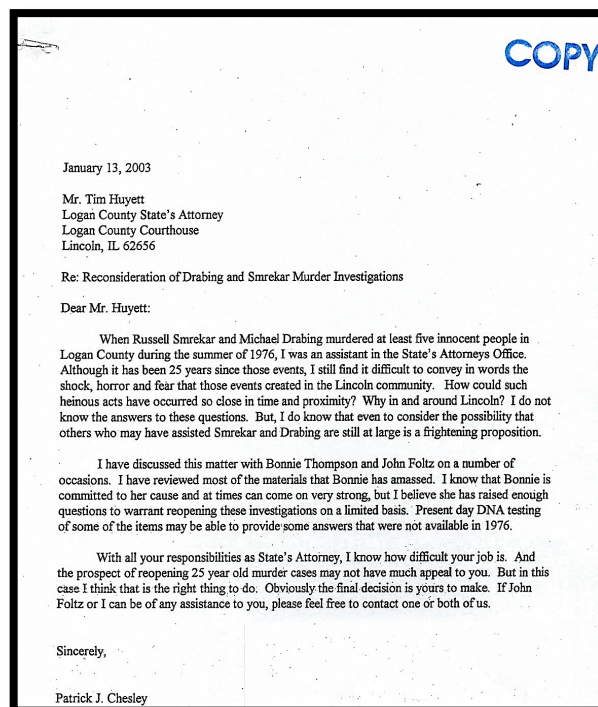 COPY
January 13, 2003
Mr. Tim Huyett
Logan County State's Attorney
Logan County Courthouse
Lincoln, IL 62656
Re: Reconsideration of Drabing and Smrekar Murder Investigations
Dear Mr. Huyett:
When Russell Smrekar and Michael Drabing murdered at least five innocent people in
Logan County during the summer of 1976, I was an assistant in the State's Attorneys Office.
Although it has been 25 years since those events, I still find it difficult to convey in words the
shock, horror and fear that those events created in the Lincoln community. How could such
heinous acts have occurred so close in time and proximity? Why in and around Lincoln? I do not
know the answers to these questions. But, I do know that even to consider the possibility that
others who may have assisted Smrekar and Drabing are still at large is a frightening proposition.
I have discussed this matter with Bonnie Thompson and John Foltz on a number of
occasions. I have reviewed most of the materials that Bonnie has amassed. I know that Bonnie is
committed to her cause and at times can come on very strong, but I believe she has raised enough
questions to warrant reopening these investigations on a limited basis. Present day DNA testing
of some of the items may be able to provide some answers that were not available in 1976.
With all your responsibilities as State's Attorney, I know how difficult your job is. And
the prospect of reopening 25 year old murder cases may not have much appeal to you. But in this
case I think that is the right thing to do. Obviously the final decision is yours to make. If John
Foltz or I can be of any assistance to you, please feel free to contact one or both of us.
Sincerely,
Patrick J. Chesley